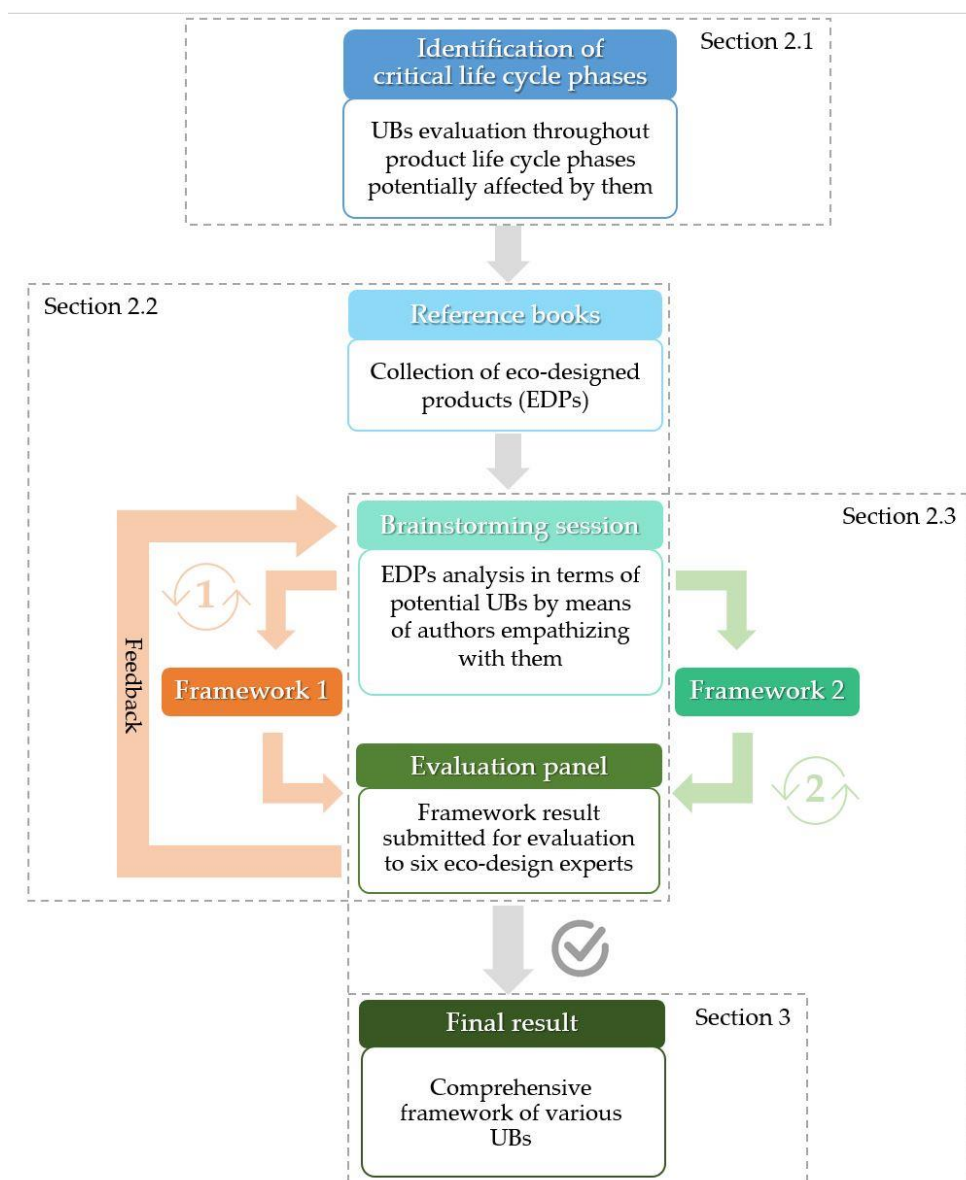 Section 2.1
Identification of
critical life cycle phases
UBs evaluation throughout
product life cycle phases
potentially affected by them
Section 2.2
Reference books
Collection of eco-designed
products (EDPs)
Section 2.3
Brainstorming session
EDPs analysis in terms of
potential UBs by means
of authors empathizing
with them
1
Feedback
Framework 1
Framework 2
Evaluation panel
2
Framework result
submitted for evaluation
to six eco-design experts
Section 3
Final result
Comprehensive
framework of various
UBs